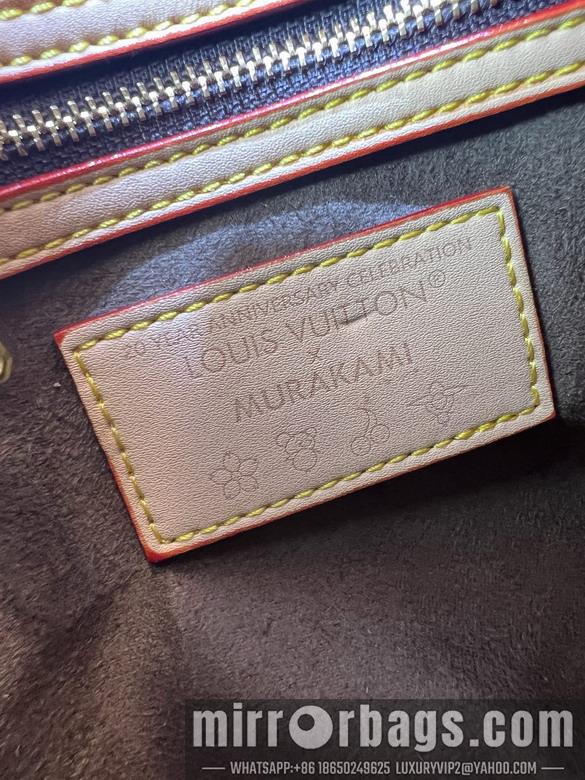 20 YEAR ANNIVERSARY CELEBRATION
LOUIS VUITTON®
×
MURAKAMI
mirrorbags.com
— WHATSAPP:+86 18650249625 LUXURYVIP2@YAHOO.COM —